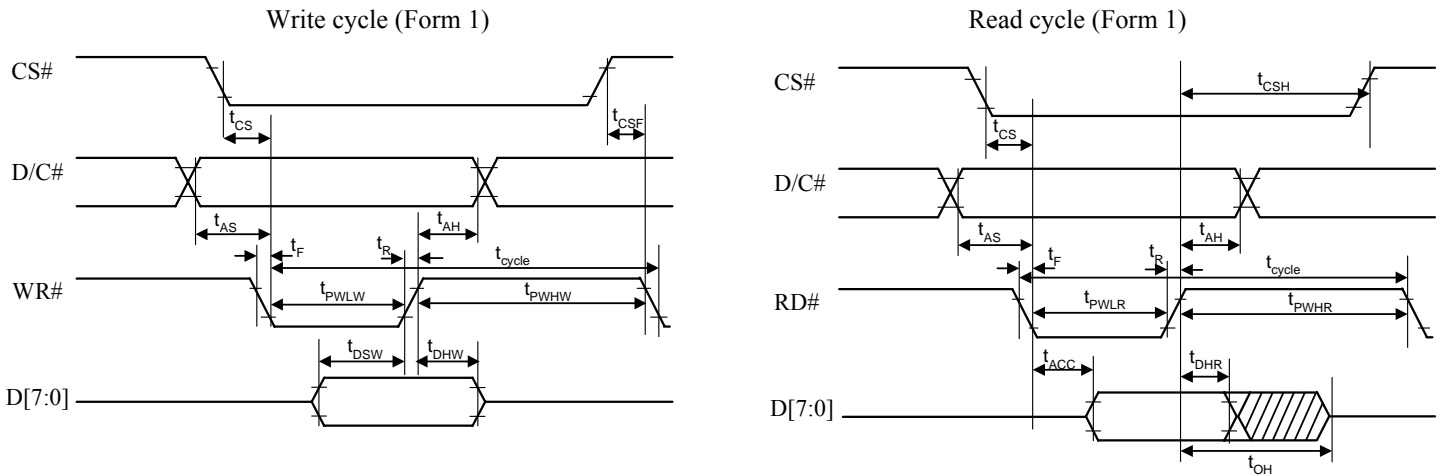 Write cycle (Form 1)
CS#
tCS
tCSF
D/C#
tAS
tAH
tF
tR
tcycle
WR#
tPWLW
tPWHW
tDSW
tDHW
D[7:0]
Read cycle (Form 1)
CS#
tCSH
tCS
D/C#
tAS
tAH
tF
tR
tcycle
RD#
tPWLR
tPWHR
tACC
tDHR
D[7:0]
tOH